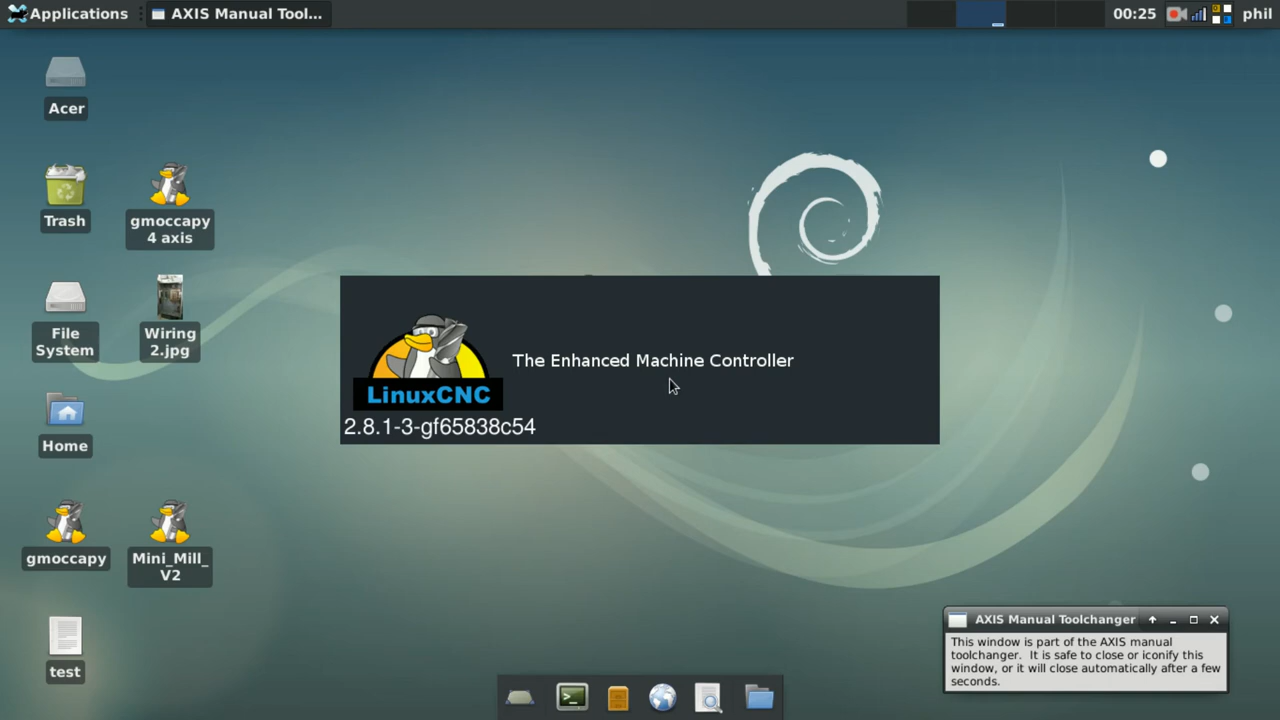 Applications
AXIS Manual Tool...
00:25
phil
Acer
Trash
gmoccapy
4 axis
File
System
Wiring
2.jpg
Home
gmoccapy
Mini_Mill_
V2
test
The Enhanced Machine Controller
LinuxCNC
2.8.1-3-gf65838c54
AXIS Manual Toolchanger
This window is part of the AXIS manual
toolchanger. It is safe to close or iconify this
window, or it will close automatically after a few
seconds.